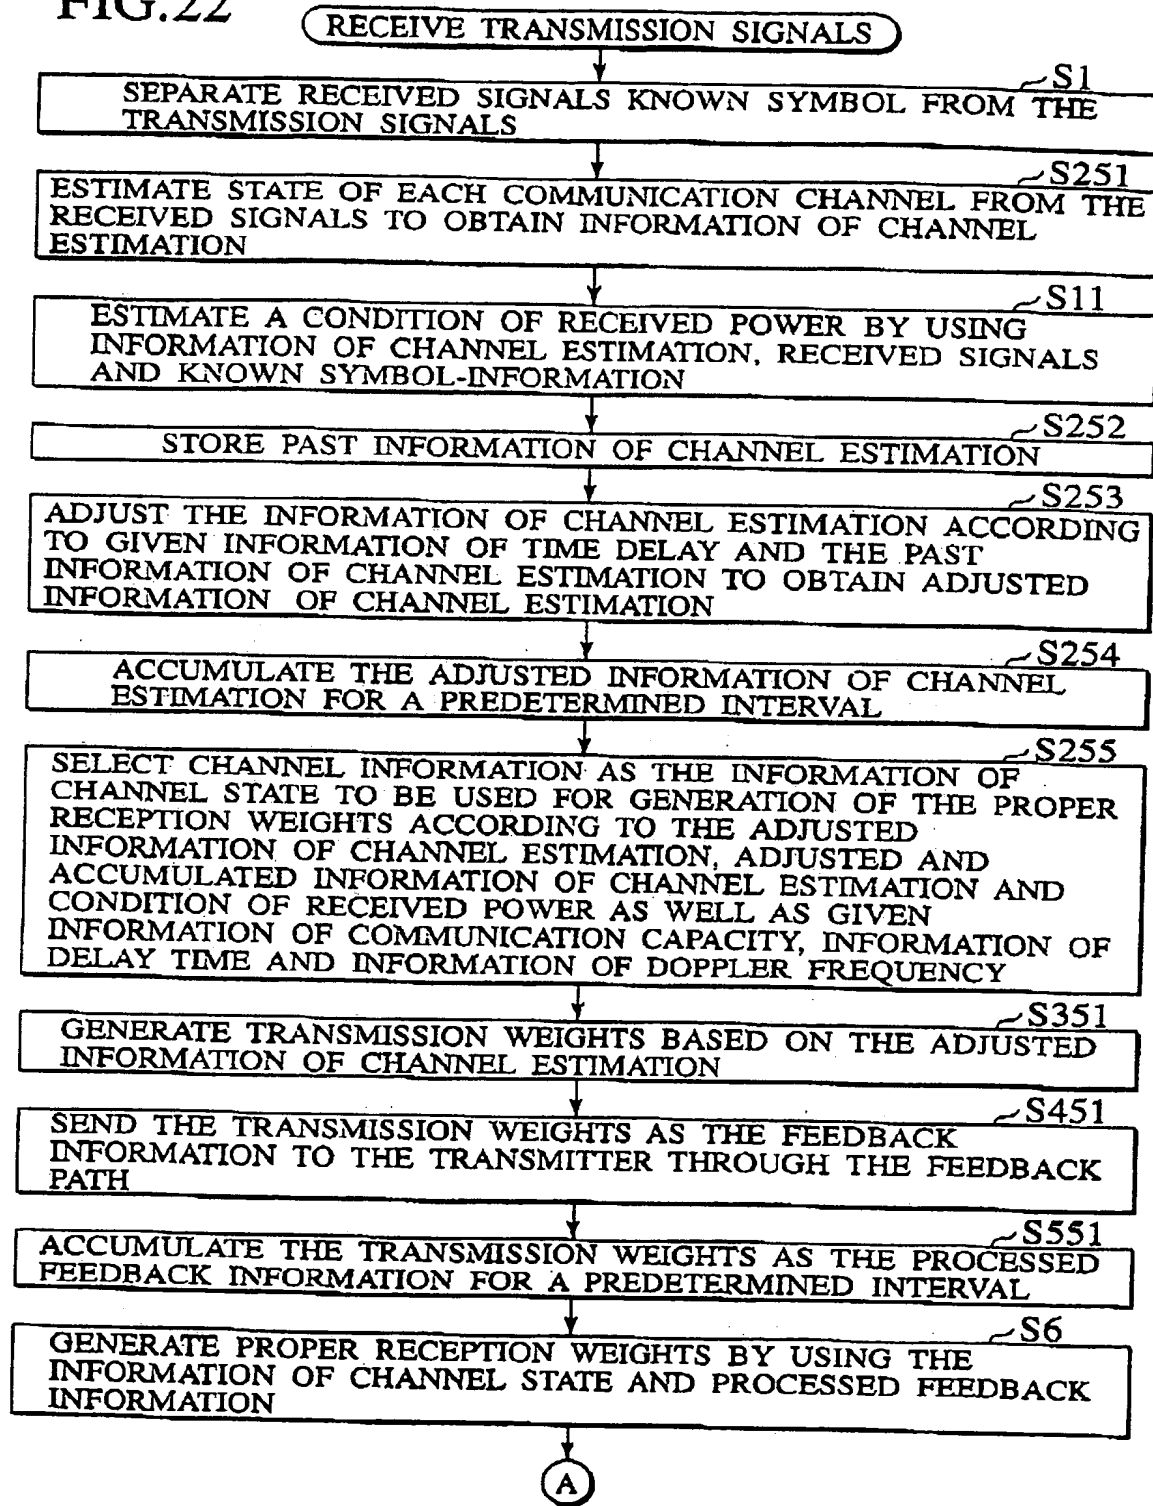 FIG.22
RECEIVE TRANSMISSION SIGNALS
S1
SEPARATE RECEIVED SIGNALS KNOWN SYMBOL FROM THE
TRANSMISSION SIGNALS
S251
ESTIMATE STATE OF EACH COMMUNICATION CHANNEL FROM THE
RECEIVED SIGNALS TO OBTAIN INFORMATION OF CHANNEL
ESTIMATION
S11
ESTIMATE A CONDITION OF RECEIVED POWER BY USING
INFORMATION OF CHANNEL ESTIMATION, RECEIVED SIGNALS
AND KNOWN SYMBOL-INFORMATION
S252
STORE PAST INFORMATION OF CHANNEL ESTIMATION
S253
ADJUST THE INFORMATION OF CHANNEL ESTIMATION ACCORDING
TO GIVEN INFORMATION OF TIME DELAY AND THE PAST
INFORMATION OF CHANNEL ESTIMATION TO OBTAIN ADJUSTED
INFORMATION OF CHANNEL ESTIMATION
S254
ACCUMULATE THE ADJUSTED INFORMATION OF CHANNEL
ESTIMATION FOR A PREDETERMINED INTERVAL
S255
SELECT CHANNEL INFORMATION AS THE INFORMATION OF
CHANNEL STATE TO BE USED FOR GENERATION OF THE PROPER
RECEPTION WEIGHTS ACCORDING TO THE ADJUSTED
INFORMATION OF CHANNEL ESTIMATION, ADJUSTED AND
ACCUMULATED INFORMATION OF CHANNEL ESTIMATION AND
CONDITION OF RECEIVED POWER AS WELL AS GIVEN
INFORMATION OF COMMUNICATION CAPACITY, INFORMATION OF
DELAY TIME AND INFORMATION OF DOPPLER FREQUENCY
S351
GENERATE TRANSMISSION WEIGHTS BASED ON THE ADJUSTED
INFORMATION OF CHANNEL ESTIMATION
S451
SEND THE TRANSMISSION WEIGHTS AS THE FEEDBACK
INFORMATION TO THE TRANSMITTER THROUGH THE FEEDBACK
PATH
S551
ACCUMULATE THE TRANSMISSION WEIGHTS AS THE PROCESSED
FEEDBACK INFORMATION FOR A PREDETERMINED INTERVAL
S6
GENERATE PROPER RECEPTION WEIGHTS BY USING THE
INFORMATION OF CHANNEL STATE AND PROCESSED FEEDBACK
INFORMATION
A